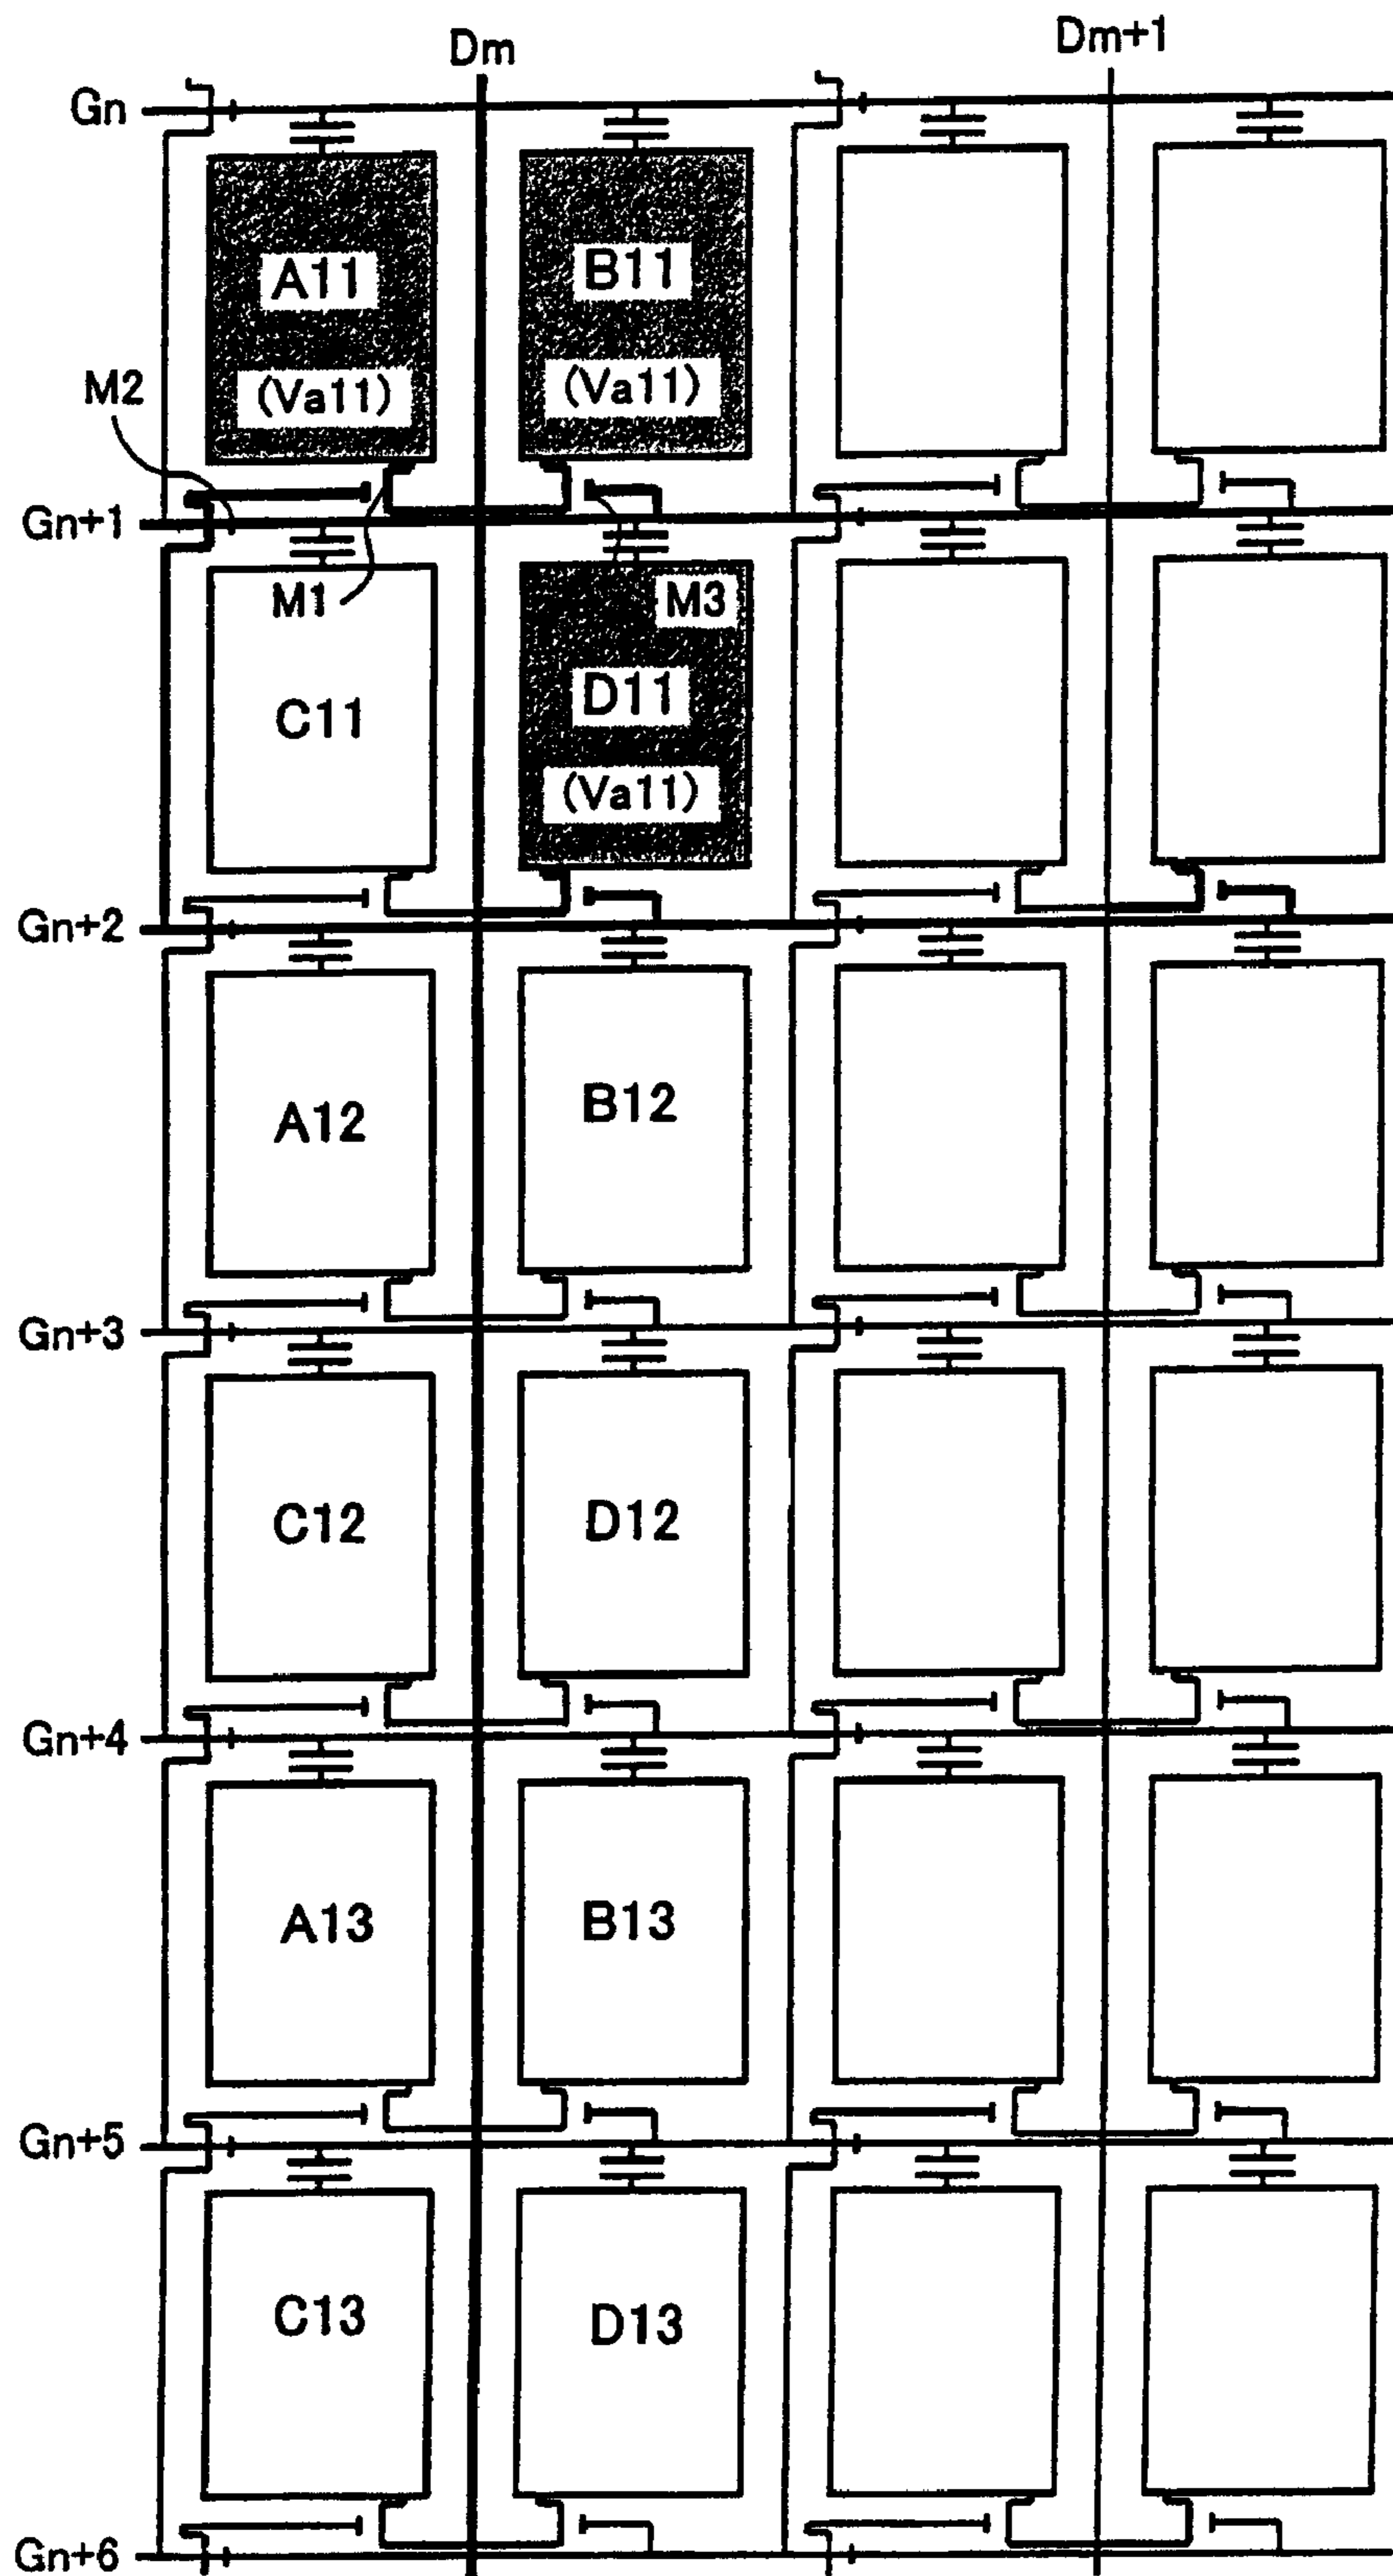 Dm Dm+1
Gn
A11 B11
M2 (Va11) (Va11)
Gn+1
M1 M3
C11 D11
(Va11)
Gn+2
A12 B12
Gn+3
C12 D12
Gn+4
A13 B13
Gn+5
C13 D13
Gn+6